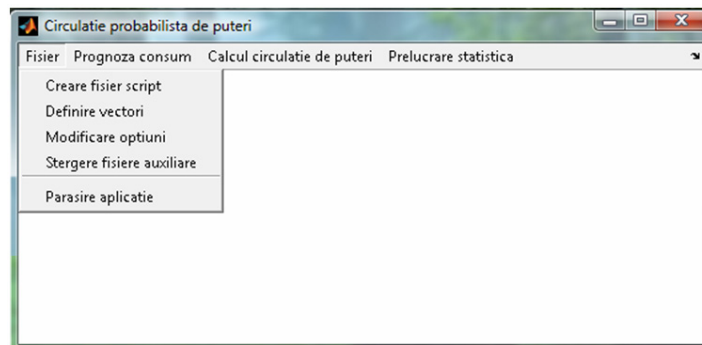 Circulatie probabilista de puteri
Fisier Prognoza consum Calcul circulatie de puteri Prelucrare statistica
Creare fisier script
Definire vectori
Modificare optiuni
Stergere fisiere auxiliare
Parasire aplicatie